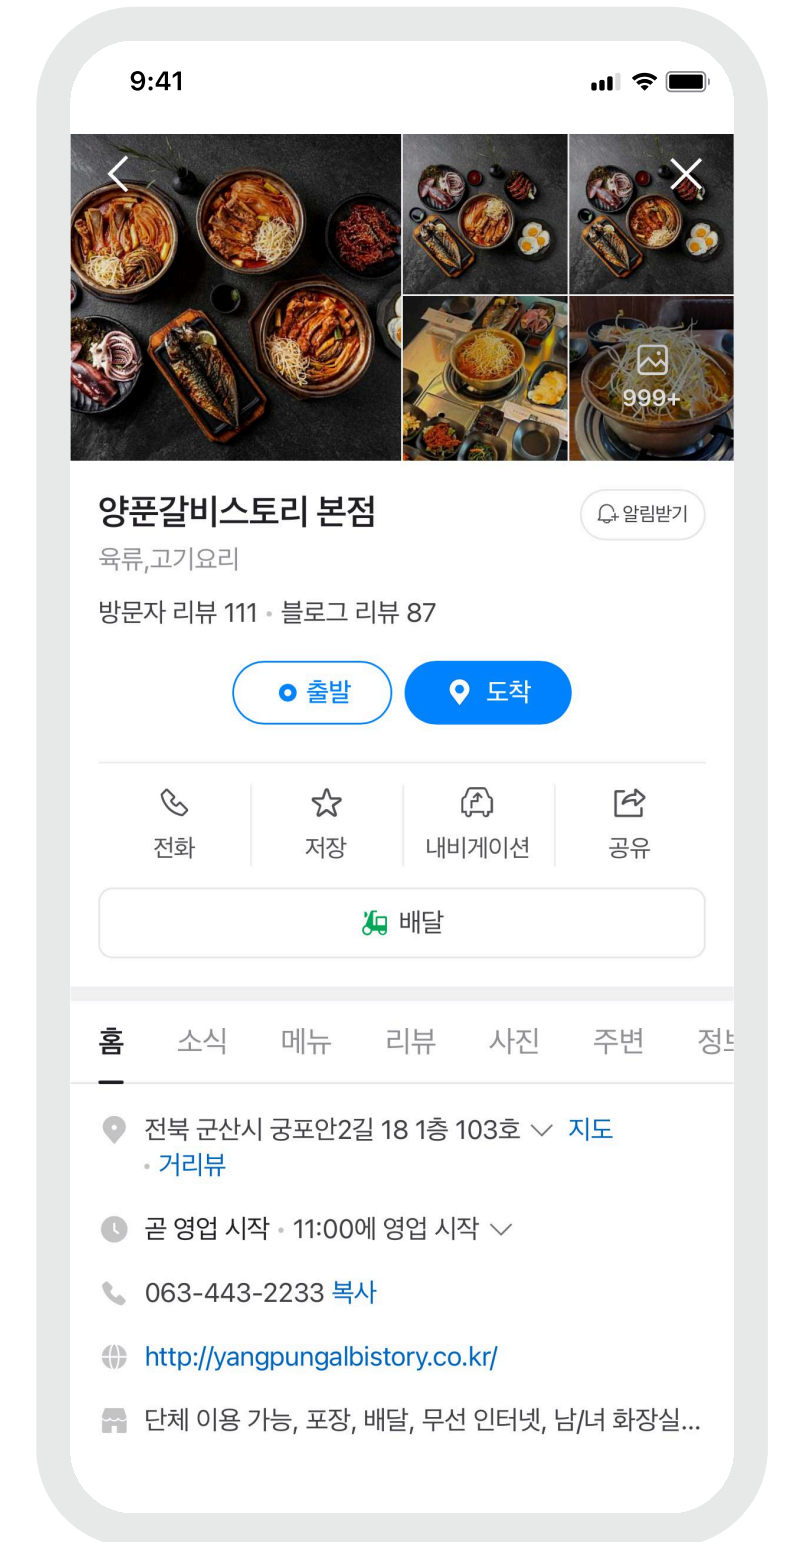 9:41
999+
양푼갈비스토리 본점
알림받기
육류,고기요리
방문자 리뷰 111 • 블로그 리뷰 87
출발 도착
전화 저장 내비게이션 공유
배달
홈 소식 메뉴 리뷰 사진 주변 정보
전북 군산시 궁포안2길 18 1층 103호 지도
• 거리뷰
곧 영업 시작 • 11:00에 영업 시작
063-443-2233 복사
http://yangpungalbistory.co.kr/
단체 이용 가능, 포장, 배달, 무선 인터넷, 남/녀 화장실...